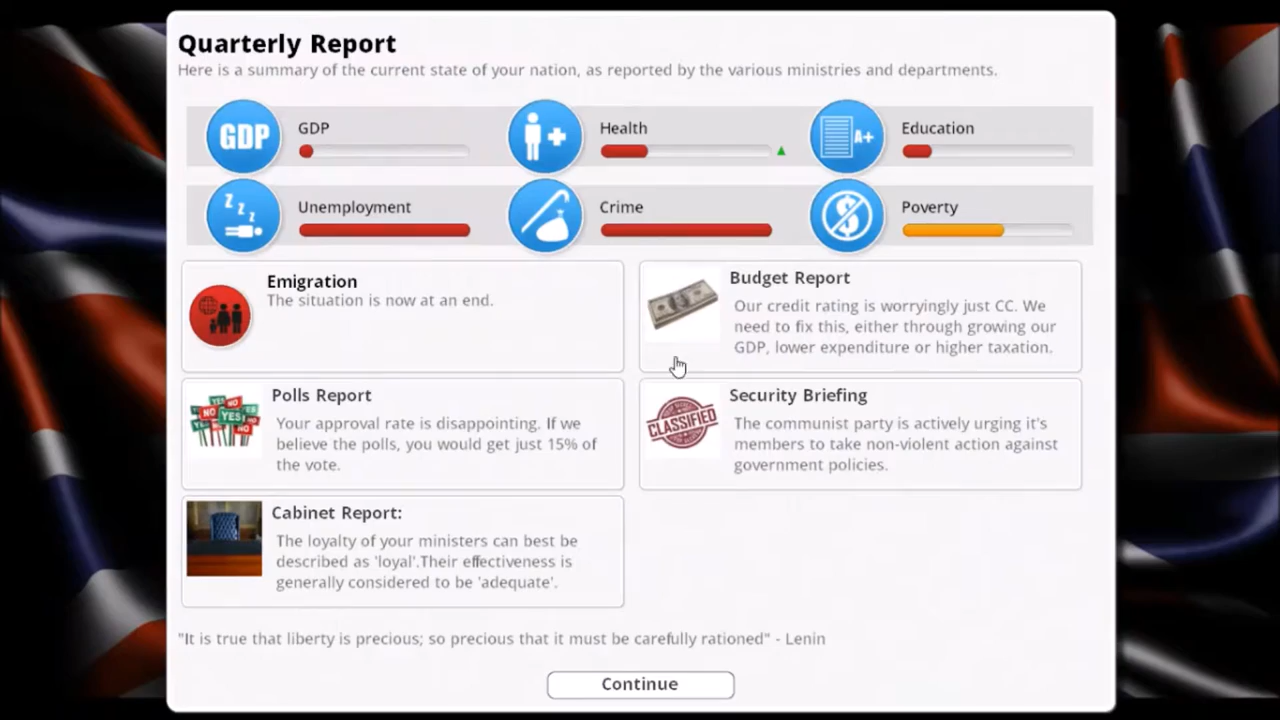 Quarterly Report
Here is a summary of the current state of your nation, as reported by the various ministries and departments.
GDP
GDP
Health
A+
Education
Z Z Z
Unemployment
Crime
$
Poverty
Emigration
The situation is now at an end.
Budget Report
Our credit rating is worryingly just CC. We
need to fix this, either through growing our
GDP, lower expenditure or higher taxation.
NO
NO
YES
NO
Polls Report
Your approval rate is disappointing. If we
believe the polls, you would get just 15% of
the vote.
CLASSIFIED
Security Briefing
The communist party is actively urging it's
members to take non-violent action against
government policies.
Cabinet Report:
The loyalty of your ministers can best be
described as 'loyal'.Their effectiveness is
generally considered to be 'adequate'.
"It is true that liberty is precious; so precious that it must be carefully rationed" - Lenin
Continue